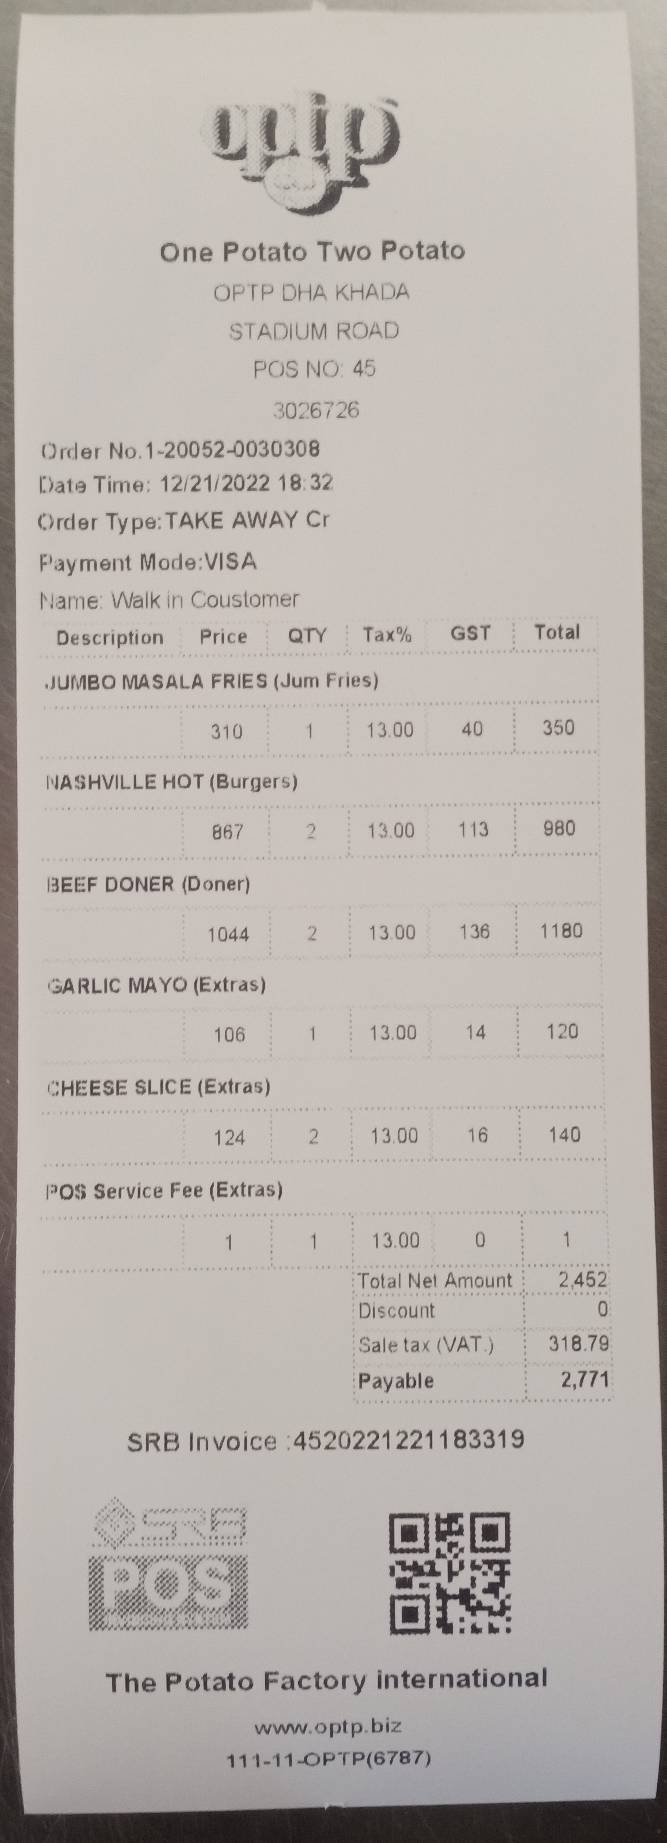 optp
One Potato Two Potato
OPTP DHA KHADA
STADIUM ROAD
POS NO: 45
3026726
Order No.1-20052-0030308
Date Time: 12/21/2022 18:32
Order Type:TAKE AWAY Cr
Payment Mode:VISA
Name: Walk in Coustomer
Description Price QTY Tax% GST Total
JUMBO MASALA FRIES (Jum Fries)
310 1 13.00 40 350
NASHVILLE HOT (Burgers)
867 2 13.00 113 980
BEEF DONER (Doner)
1044 2 13.00 136 1180
GARLIC MAYO (Extras)
106 1 13.00 14 120
CHEESE SLICE (Extras)
124 2 13.00 16 140
POS Service Fee (Extras)
1 1 13.00 0 1
Total Net Amount 2,452
Discount 0
Sale tax (VAT.) 318.79
Payable 2,771
SRB Invoice :4520221221183319
SRB
POS
The Potato Factory international
www.optp.biz
111-11-OPTP(6787)